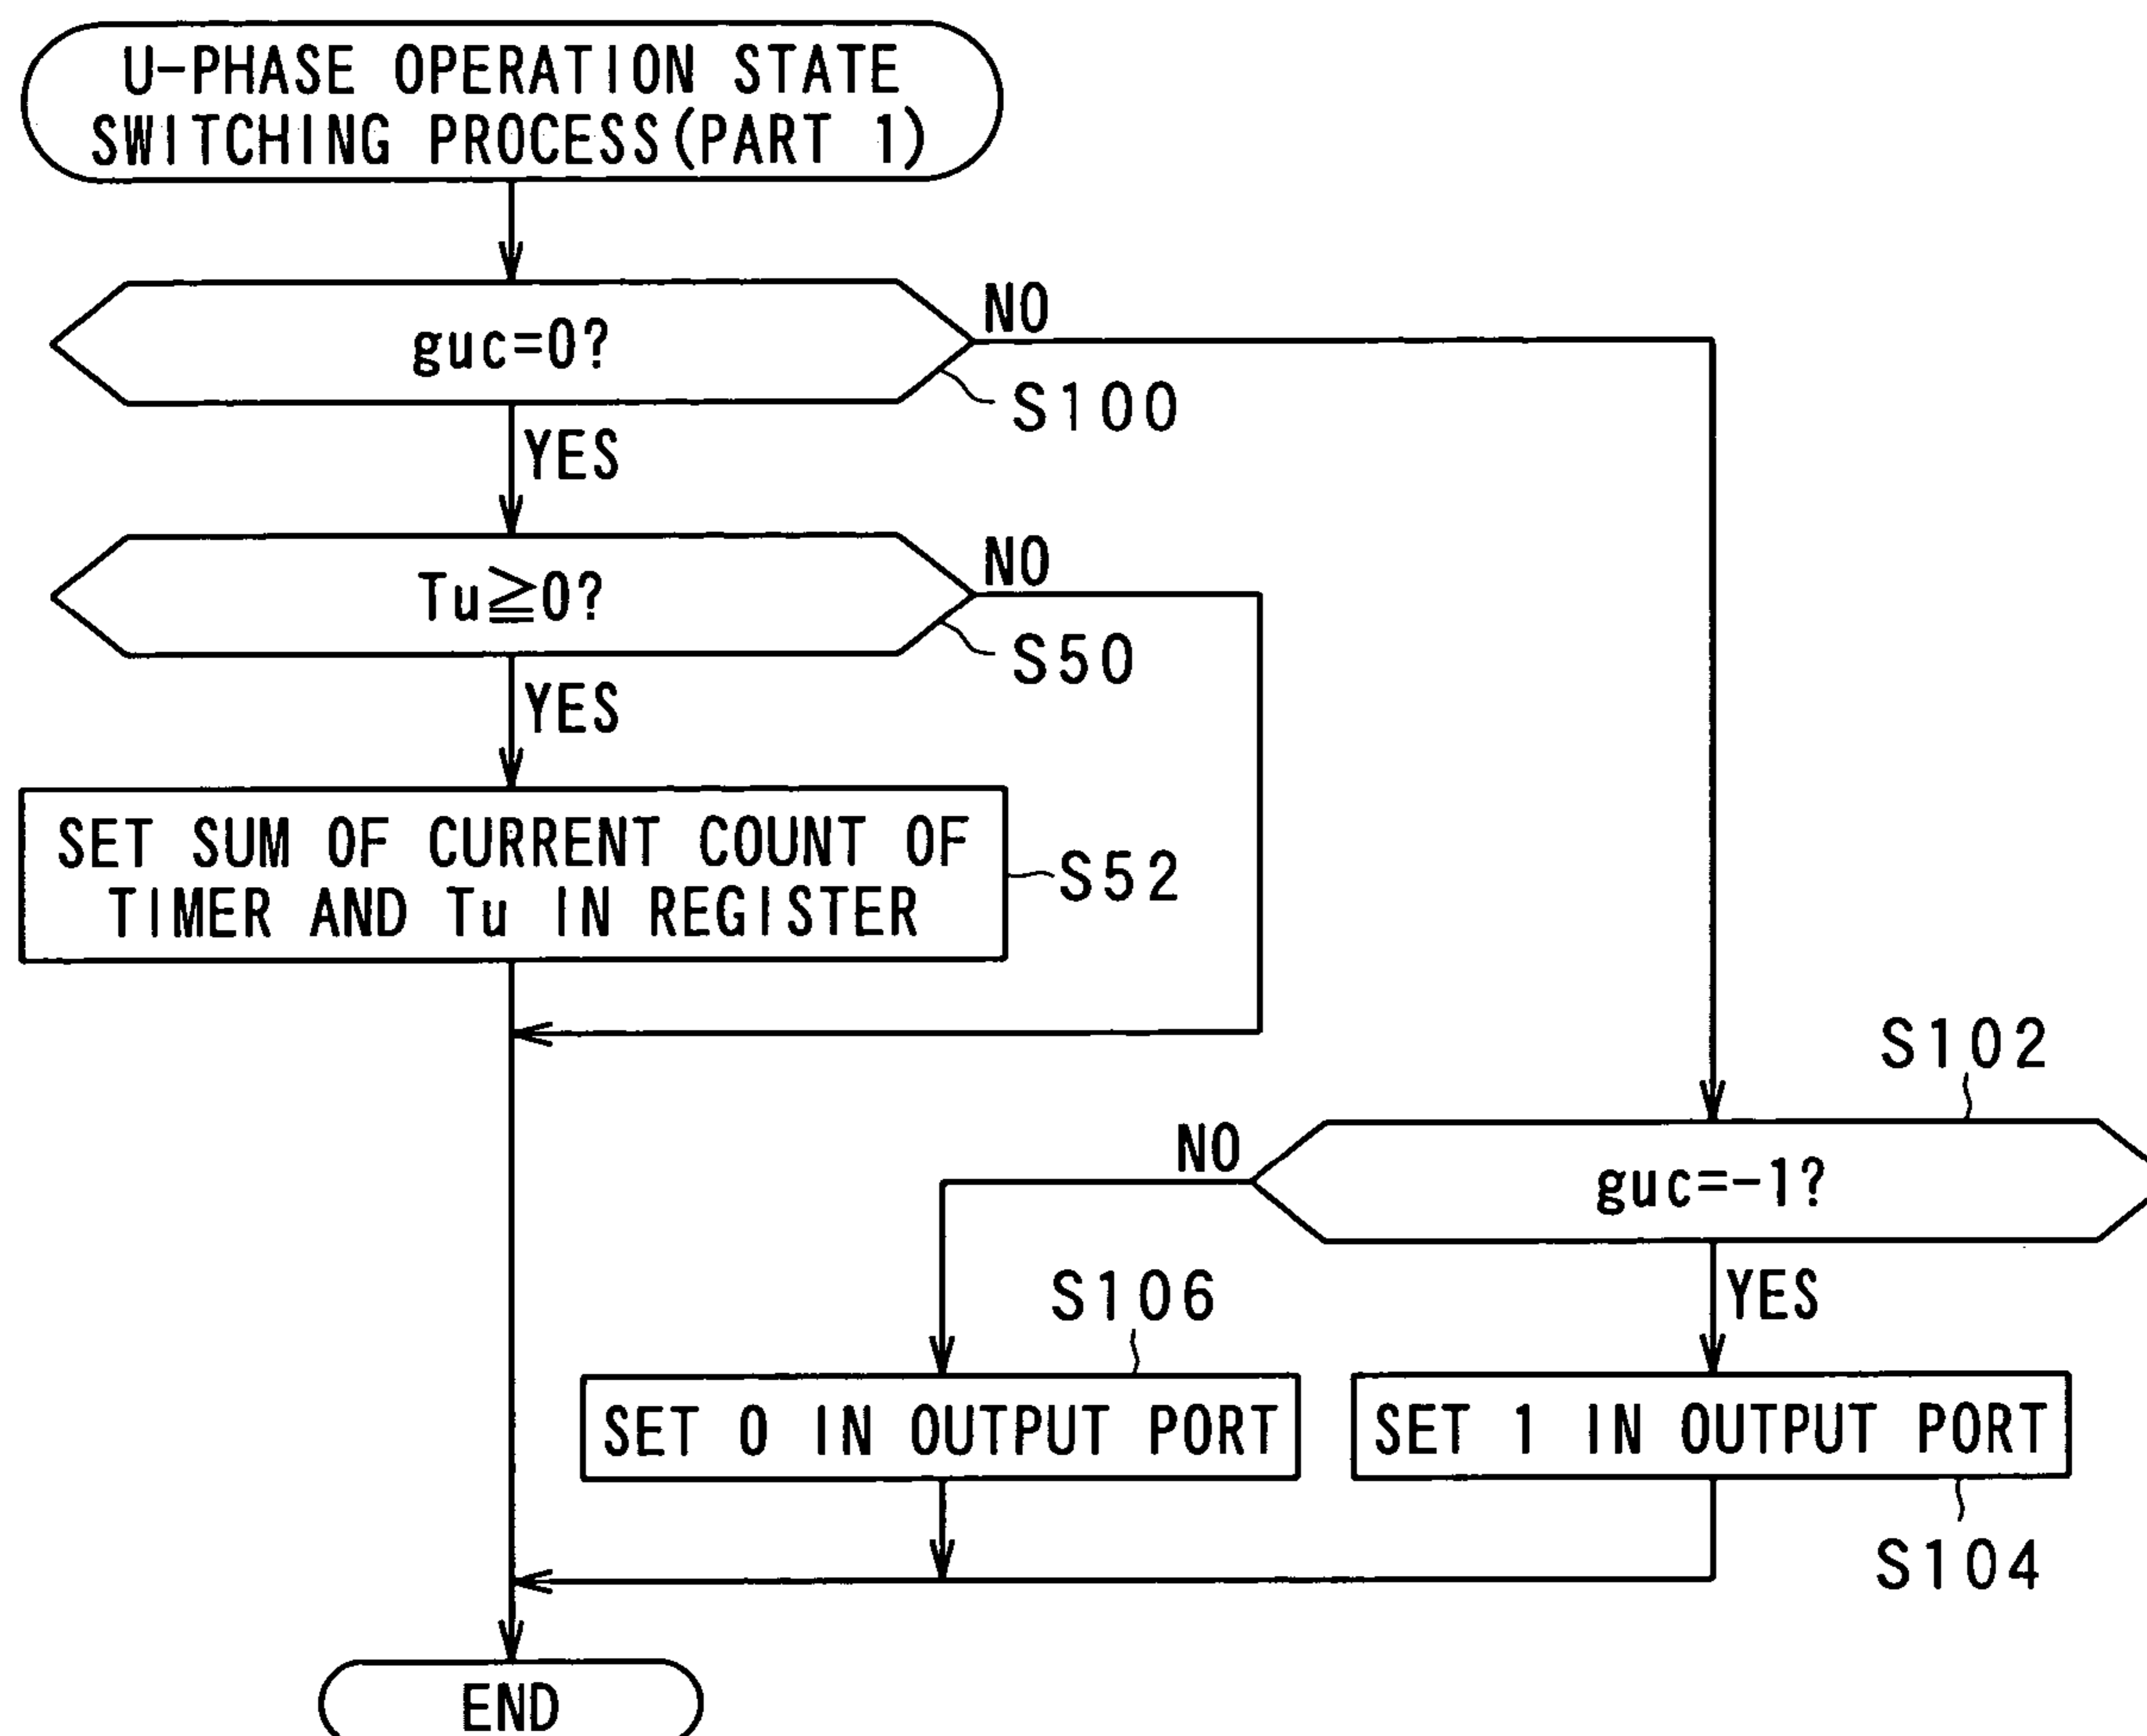 U-PHASE OPERATION STATE
SWITCHING PROCESS(PART 1)
guc=0?
NO
S100
YES
Tu≧0?
NO
S50
YES
SET SUM OF CURRENT COUNT OF
TIMER AND Tu IN REGISTER
S52
S102
guc=-1?
NO
YES
S106
SET 0 IN OUTPUT PORT
SET 1 IN OUTPUT PORT
S104
END